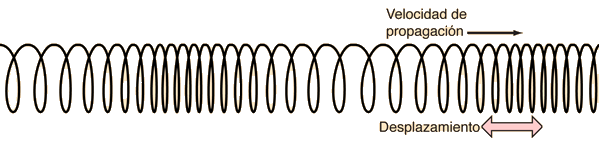 Velocidad de
propagación
Desplazamiento